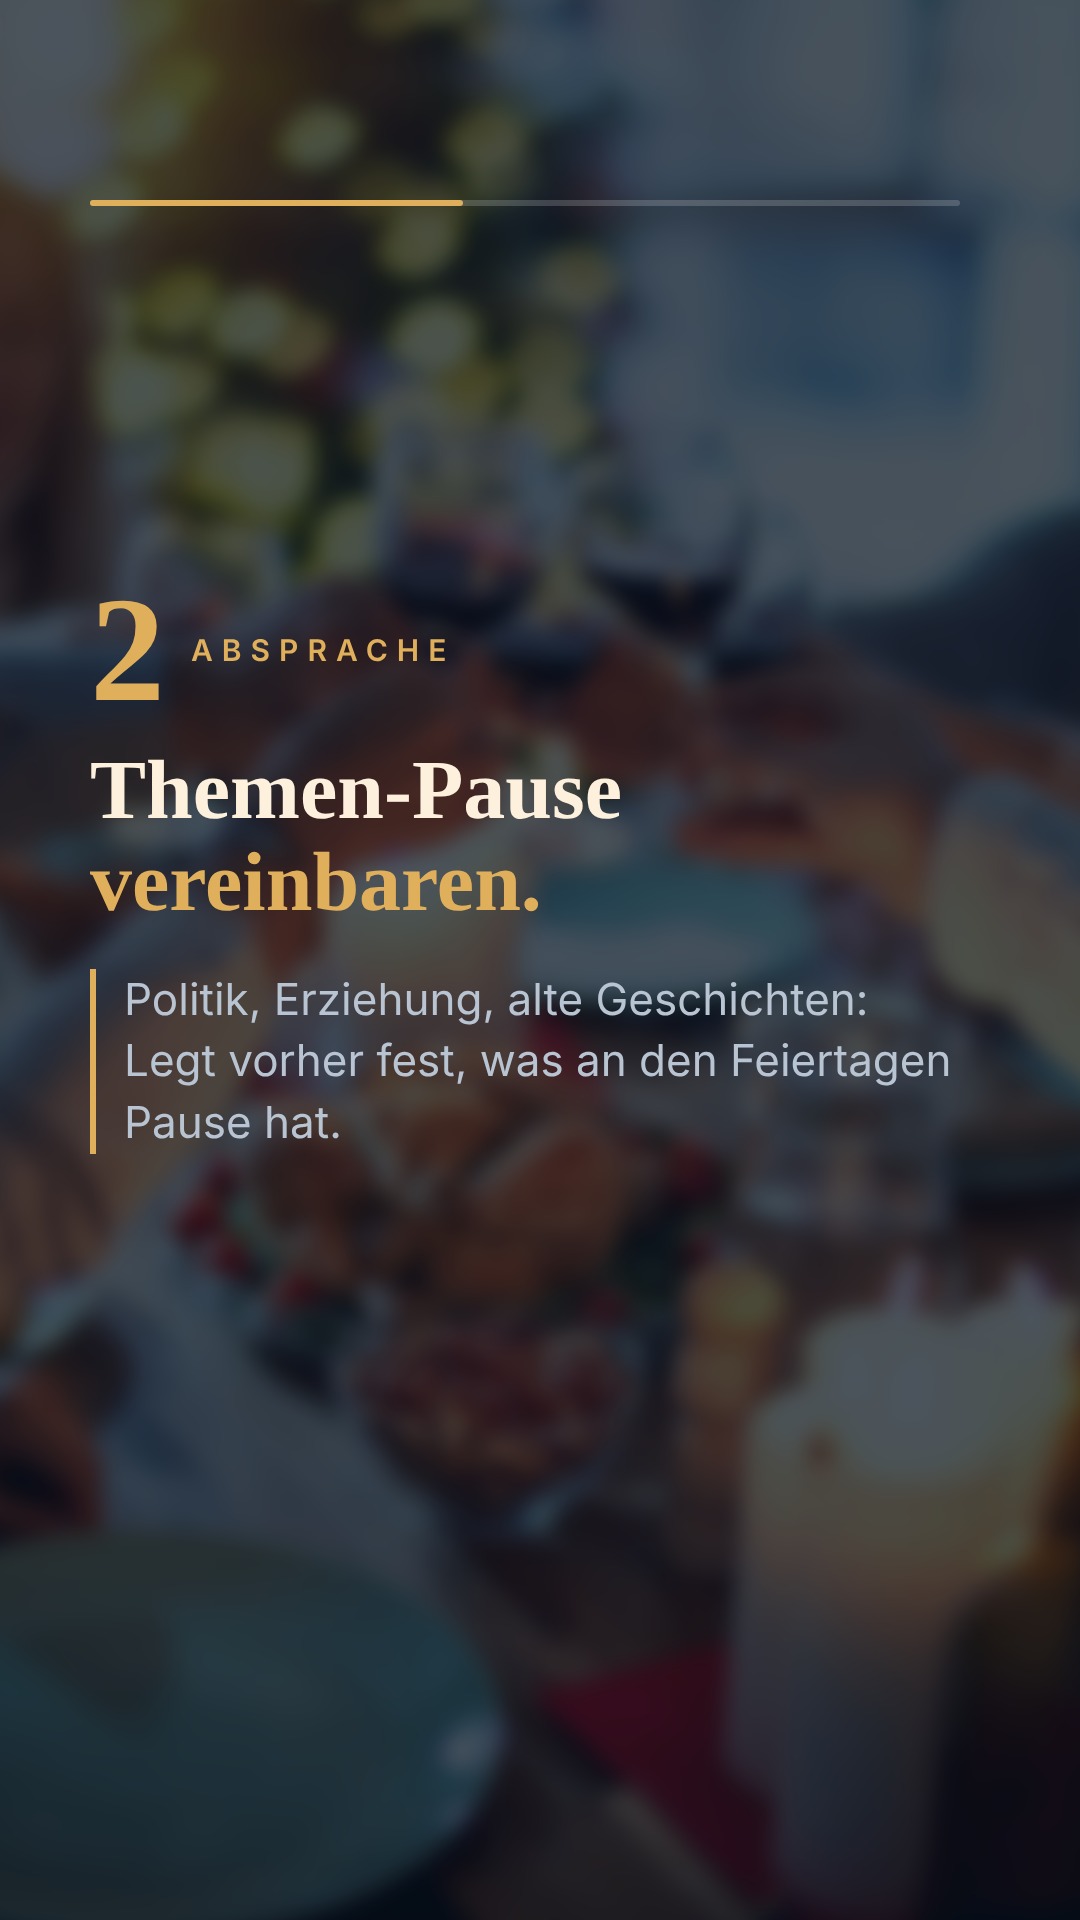 2 ABSPRACHE
Themen-Pause
vereinbaren.
Politik, Erziehung, alte Geschichten:
Legt vorher fest, was an den Feiertagen
Pause hat.